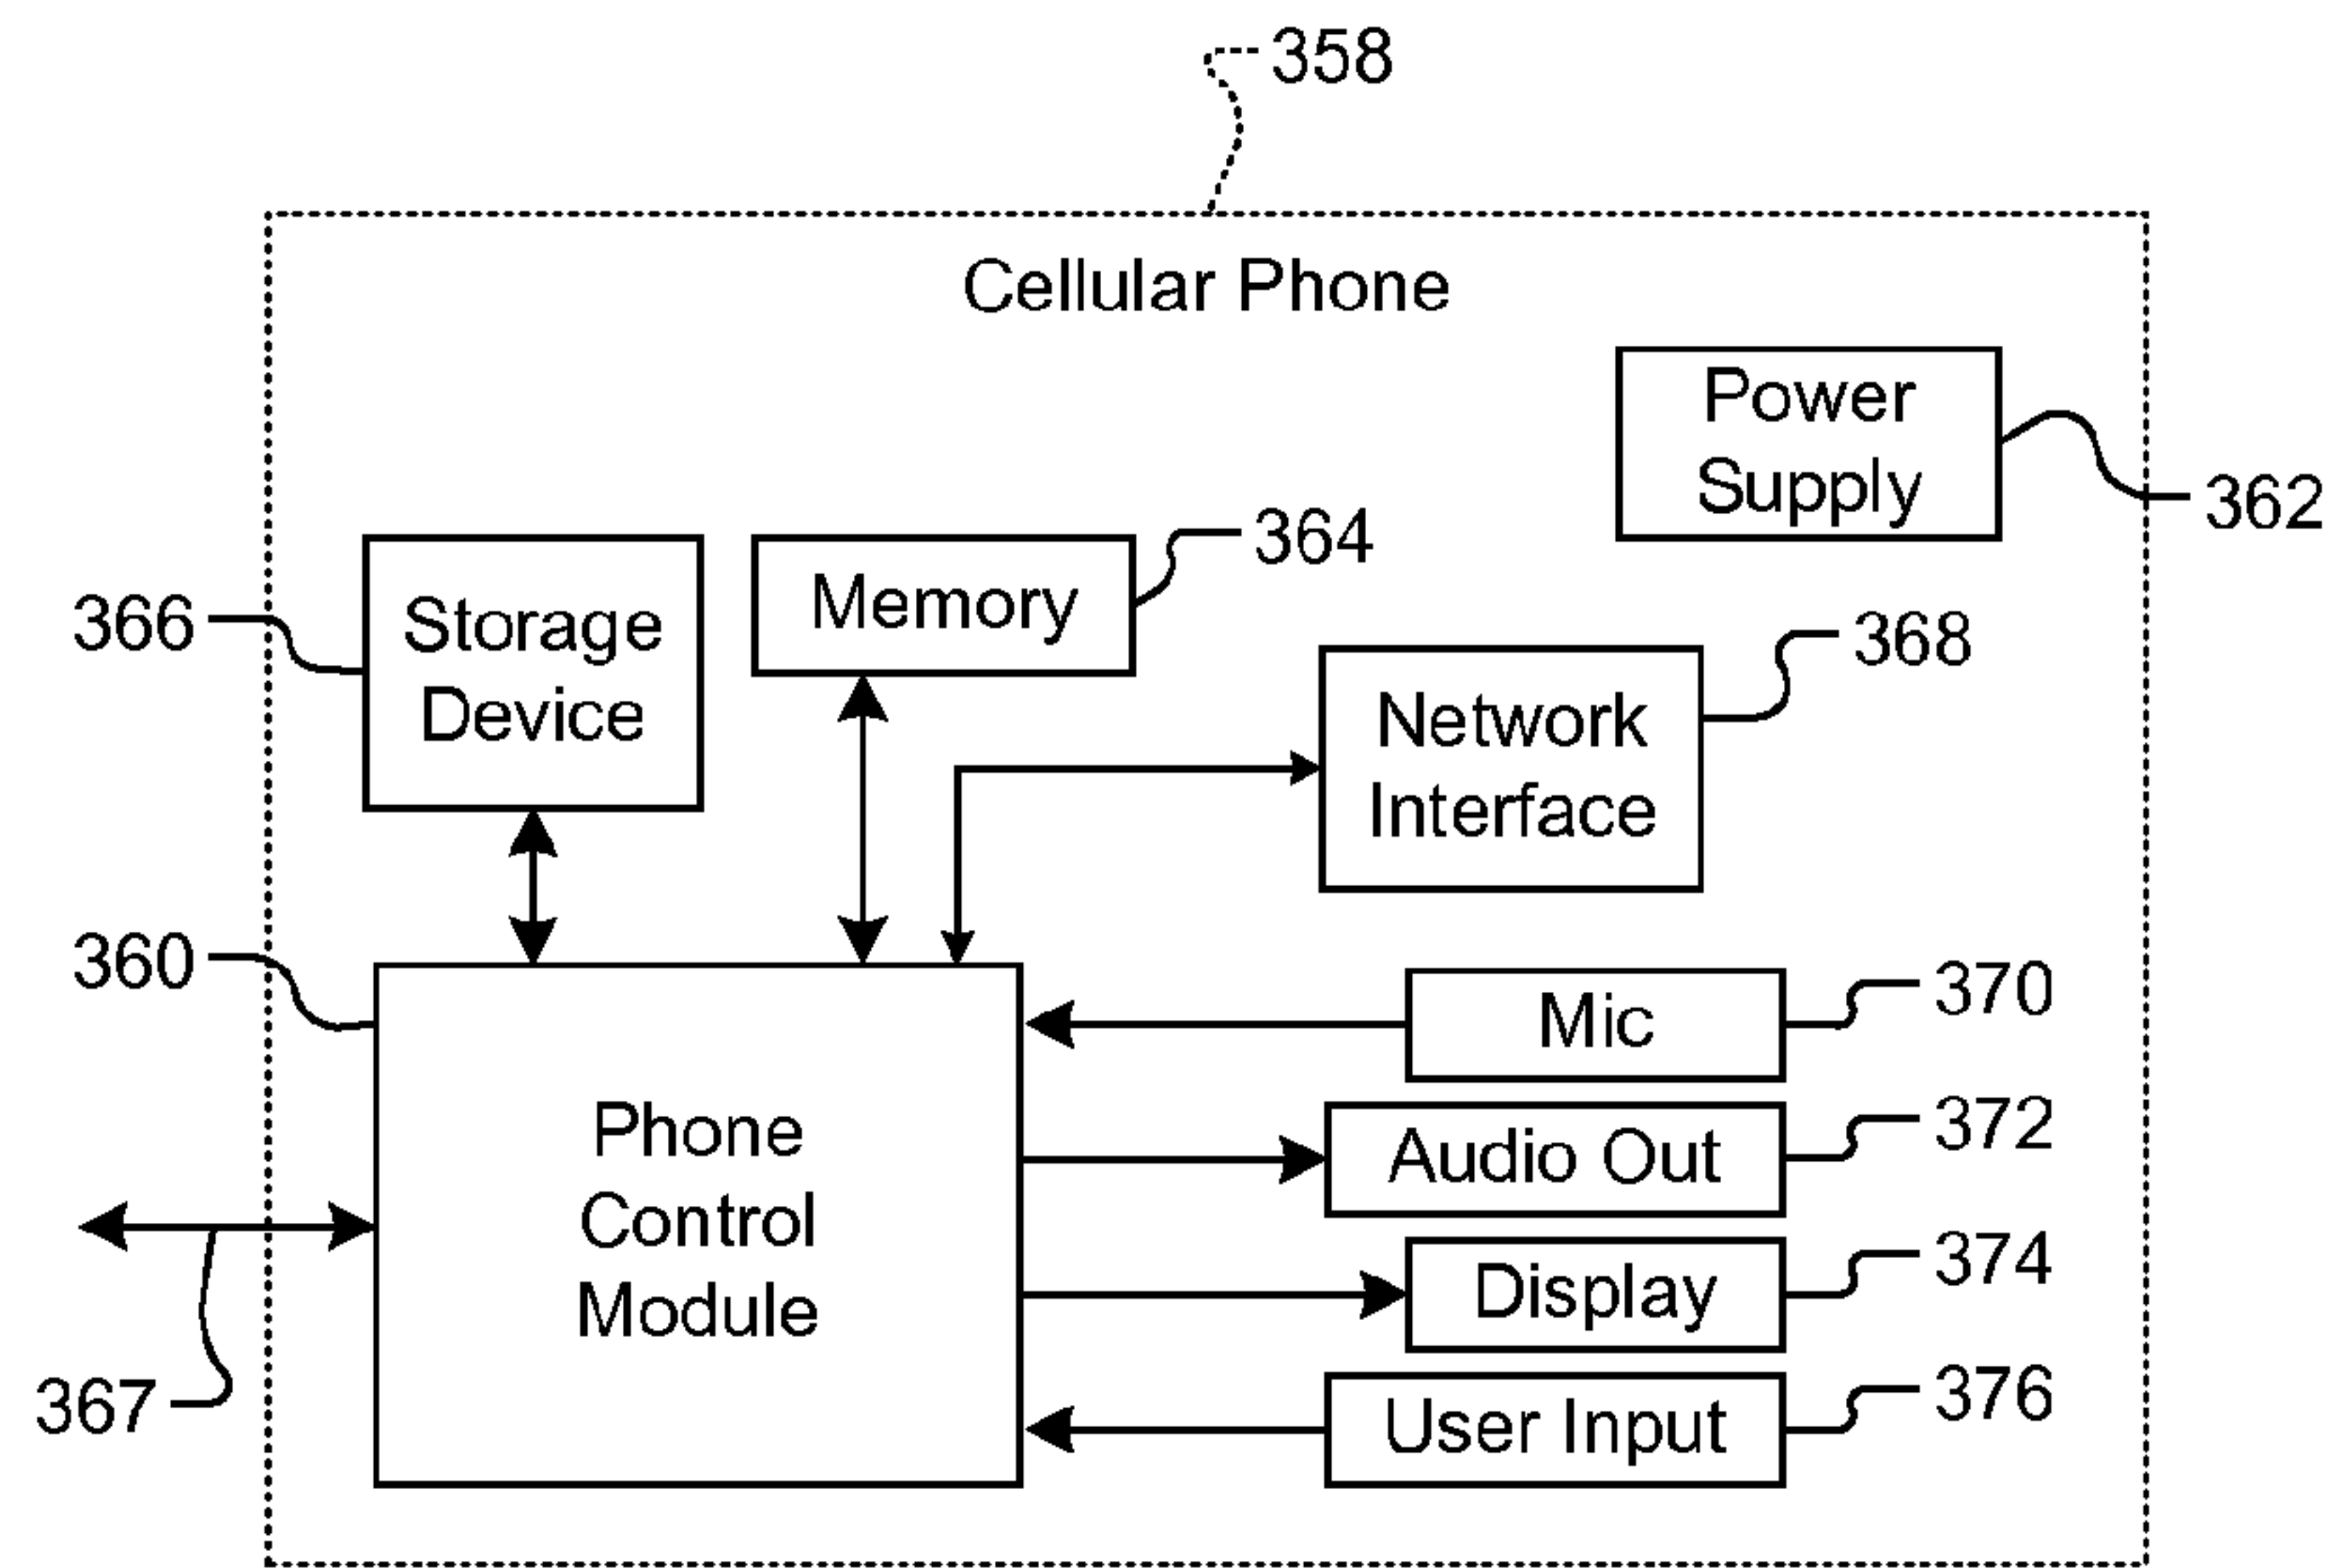 358
Cellular Phone
Power
Supply
362
364
Memory
366
Storage
Device
368
Network
Interface
360
Phone
Control
Module
Mic
370
Audio Out
372
Display
374
User Input
376
367